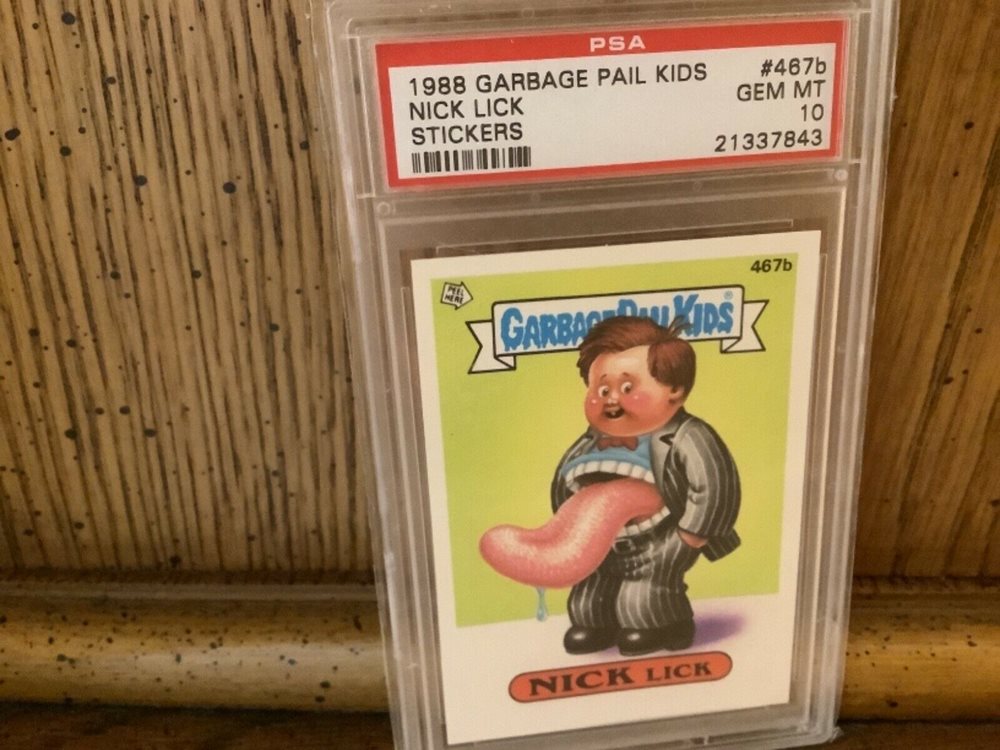 PSA
1988 GARBAGE PAIL KIDS #467b
NICK LICK GEM MT
STICKERS 10
21337843
467b
PEEL
HERE
GARBAGE PAIL KIDS®
NICK LICK